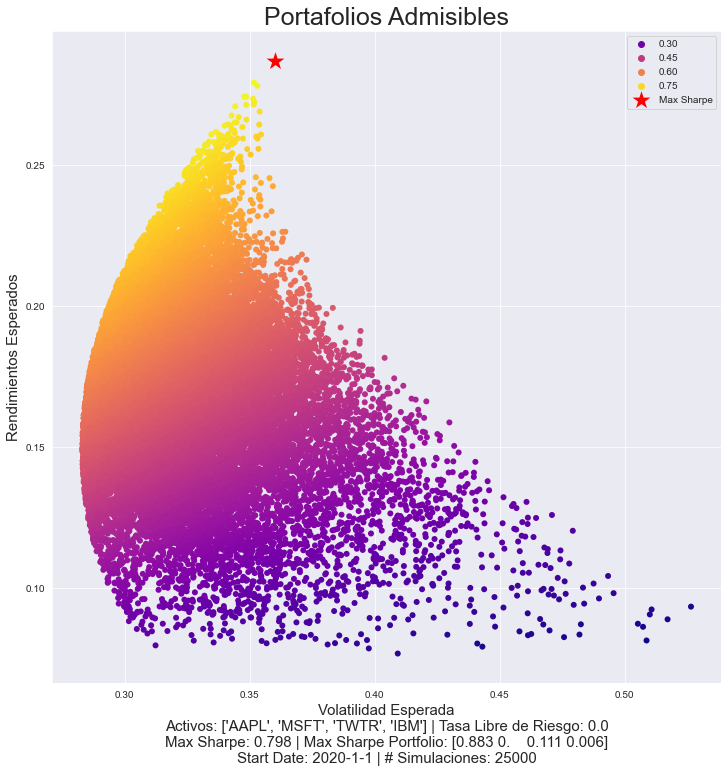 Portafolios Admisibles
0.30
0.45
0.60
0.75
Max Sharpe
Rendimientos Esperados
0.25
0.20
0.15
0.10
0.30 0.35 0.40 0.45 0.50
Volatilidad Esperada
Activos: ['AAPL', 'MSFT', 'TWTR', 'IBM'] | Tasa Libre de Riesgo: 0.0
Max Sharpe: 0.798 | Max Sharpe Portfolio: [0.883 0.    0.111 0.006]
Start Date: 2020-1-1 | # Simulaciones: 25000